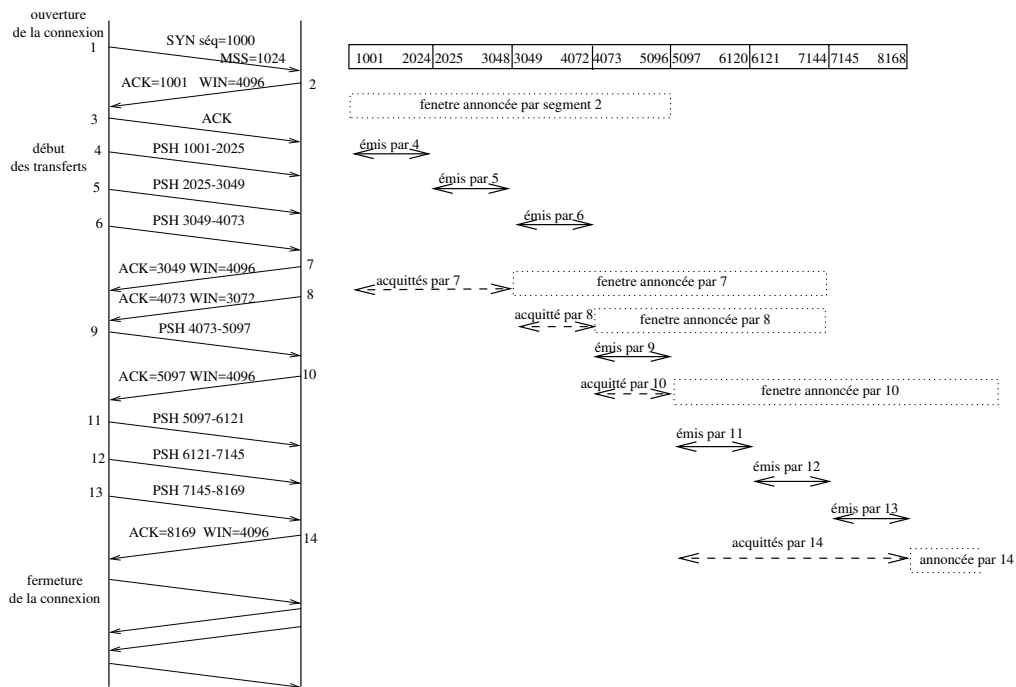 ouverture
de la connexion
1
SYN séq=1000
MSS=1024
1001 2024 2025 3048 3049 4072 4073 5096 5097 6120 6121 7144 7145 8168
ACK=1001 WIN=4096
2
fenetre annoncée par segment 2
3
ACK
début
des transferts
4
PSH 1001-2025
émis par 4
5
PSH 2025-3049
émis par 5
6
PSH 3049-4073
émis par 6
ACK=3049 WIN=4096
7
acquittés par 7
fenetre annoncée par 7
ACK=4073 WIN=3072
8
acquitté par 8
fenetre annoncée par 8
9
PSH 4073-5097
émis par 9
ACK=5097 WIN=4096
10
acquitté par 10
fenetre annoncée par 10
11
PSH 5097-6121
émis par 11
12
PSH 6121-7145
émis par 12
13
PSH 7145-8169
émis par 13
ACK=8169 WIN=4096
14
acquittés par 14
annoncée par 14
fermeture
de la connexion